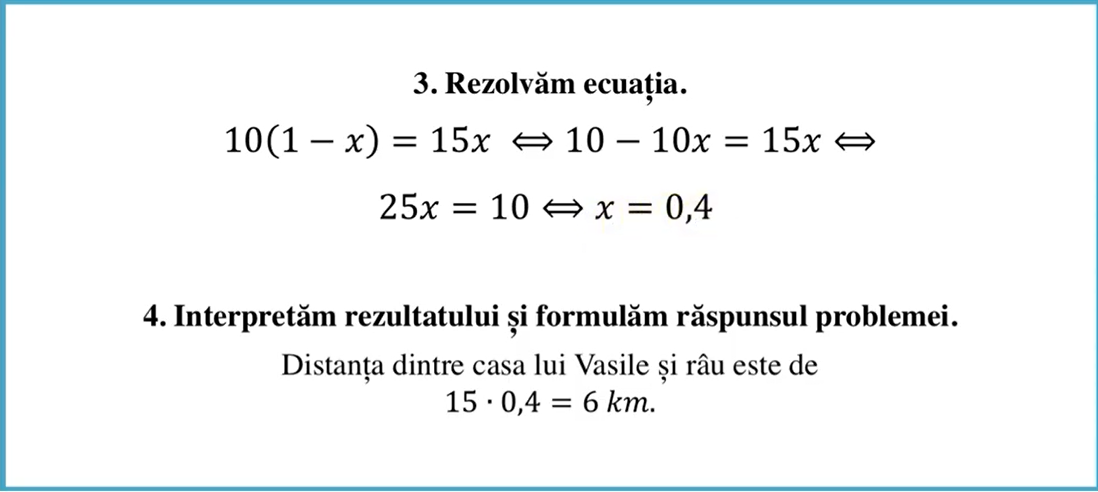 3. Rezolvăm ecuația.
10(1 − x) = 15x ⟺ 10 − 10x = 15x ⟺
25x = 10 ⟺ x = 0,4
4. Interpretăm rezultatului și formulăm răspunsul problemei.
Distanța dintre casa lui Vasile și râu este de
15 · 0,4 = 6 km.